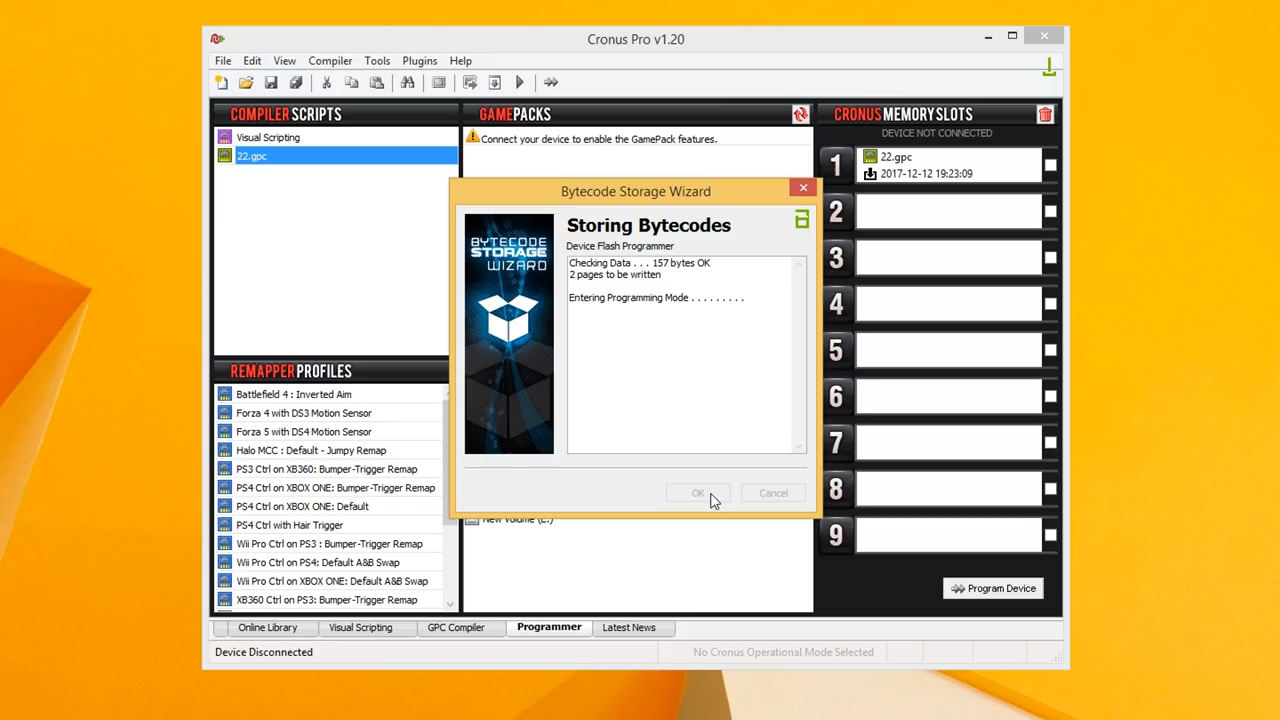 Cronus Pro v1.20
File Edit View Compiler Tools Plugins Help
COMPILER SCRIPTS
Visual Scripting
22.gpc
REMAPPER PROFILES
Battlefield 4 : Inverted Aim
Forza 4 with DS3 Motion Sensor
Forza 5 with DS4 Motion Sensor
Halo MCC : Default - Jumpy Remap
PS3 Ctrl on XB360: Bumper-Trigger Remap
PS4 Ctrl on XBOX ONE: Bumper-Trigger Remap
PS4 Ctrl on XBOX ONE: Default
PS4 Ctrl with Hair Trigger
Wii Pro Ctrl on PS3 : Bumper-Trigger Remap
Wii Pro Ctrl on PS4: Default A&B Swap
Wii Pro Ctrl on XBOX ONE: Default A&B Swap
XB360 Ctrl on PS3: Bumper-Trigger Remap
GAMEPACKS
Connect your device to enable the GamePack features.
Bytecode Storage Wizard
BYTECODE
STORAGE
WIZARD
Storing Bytecodes
Device Flash Programmer
Checking Data . . . 157 bytes OK
2 pages to be written
Entering Programming Mode . . . . . . . . .
OK Cancel
New Volume (E:)
CRONUS MEMORY SLOTS
DEVICE NOT CONNECTED
1 22.gpc
2017-12-12 19:23:09
2
3
4
5
6
7
8
9
Program Device
Online Library Visual Scripting GPC Compiler Programmer Latest News
Device Disconnected No Cronus Operational Mode Selected